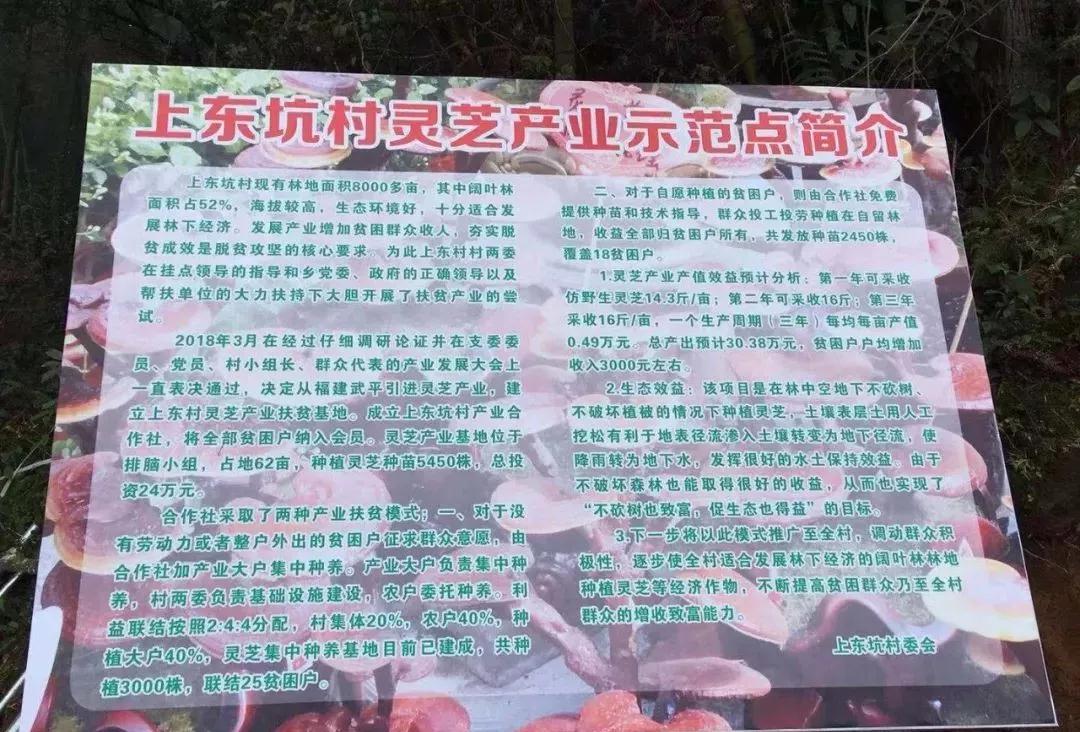 上东坑村灵芝产业示范点简介
上东坑村现有林地面积8000多亩，其中阔叶林
面积占52%，海拔较高，生态环境好，十分适合发
展林下经济。发展产业增加贫困群众收人，夯实脱
贫成效是脱贫攻坚的核心要求。为此上东村村两委
在挂点领导的指导和乡党委、政府的正确领导以及
帮扶单位的大力扶持下大胆开展了扶贫产业的尝
试。
2018年3月在经过仔细调研论证并在支委委
员、党员、村小组长、群众代表的产业发展大会上
一直表决通过，决定从福建武平引进灵芝产业，建
立上东村灵芝产业扶贫基地。成立上东坑村产业合
作社，将全部贫困户纳入会员。灵芝产业基地位于
排脑小组，占地62亩，种植灵芝种苗5450株，总投
资24万元。
合作社采取了两种产业扶贫模式；一、对于没
有劳动力或者整户外出的贫困户征求群众意愿，由
合作社加产业大户集中种养。产业大户负责集中种
养，村两委负责基础设施建设，农户委托种养。利
益联结按照2:4:4分配，村集体20%，农户40%，种
植大户40%，灵芝集中种养基地目前已建成，共种
植3000株，联结25贫困户。
二、对于自愿种植的贫困户，则由合作社免费
提供种苗和技术指导，群众投工投劳种植在自留林
地，收益全部归贫困户所有，共发放种苗2450株，
覆盖18贫困户。
1.灵芝产业产值效益预计分析：第一年可采收
仿野生灵芝14.3斤/亩；第二年可采收16斤；第三年
采收16斤/亩，一个生产周期（三年）每均每亩产值
0.49万元。总产出预计30.38万元，贫困户户均增加
收入3000元左右。
2.生态效益：该项目是在林中空地下不砍树、
不破坏植被的情况下种植灵芝，土壤表层土用人工
挖松有利于地表径流渗入土壤转变为地下径流，使
降雨转为地下水，发挥很好的水土保持效益。由于
不破坏森林也能取得很好的收益，从而也实现了
“不砍树也致富，促生态也得益”的目标。
3.下一步将以此模式推广至全村，调动群众积
极性，逐步使全村适合发展林下经济的阔叶林林地
种植灵芝等经济作物，不断提高贫困群众乃至全村
群众的增收致富能力。
上东坑村委会